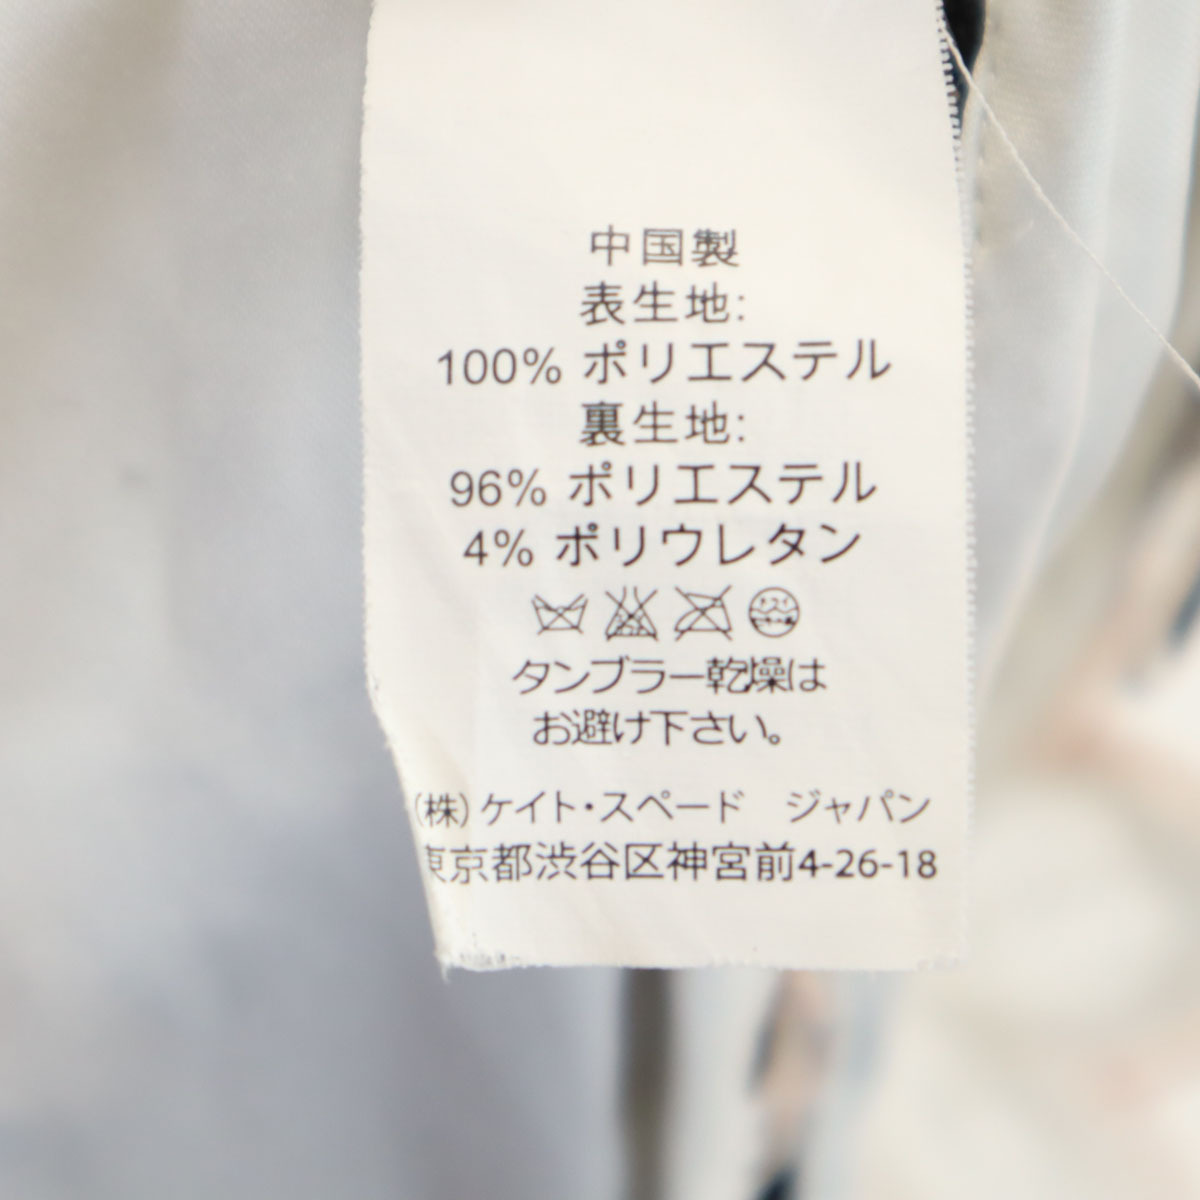 中国製
表生地:
100% ポリエステル
裏生地:
96% ポリエステル
4% ポリウレタン
タンブラー乾燥は
お避け下さい。
(株) ケイト・スペード ジャパン
東京都渋谷区神宮前4-26-18